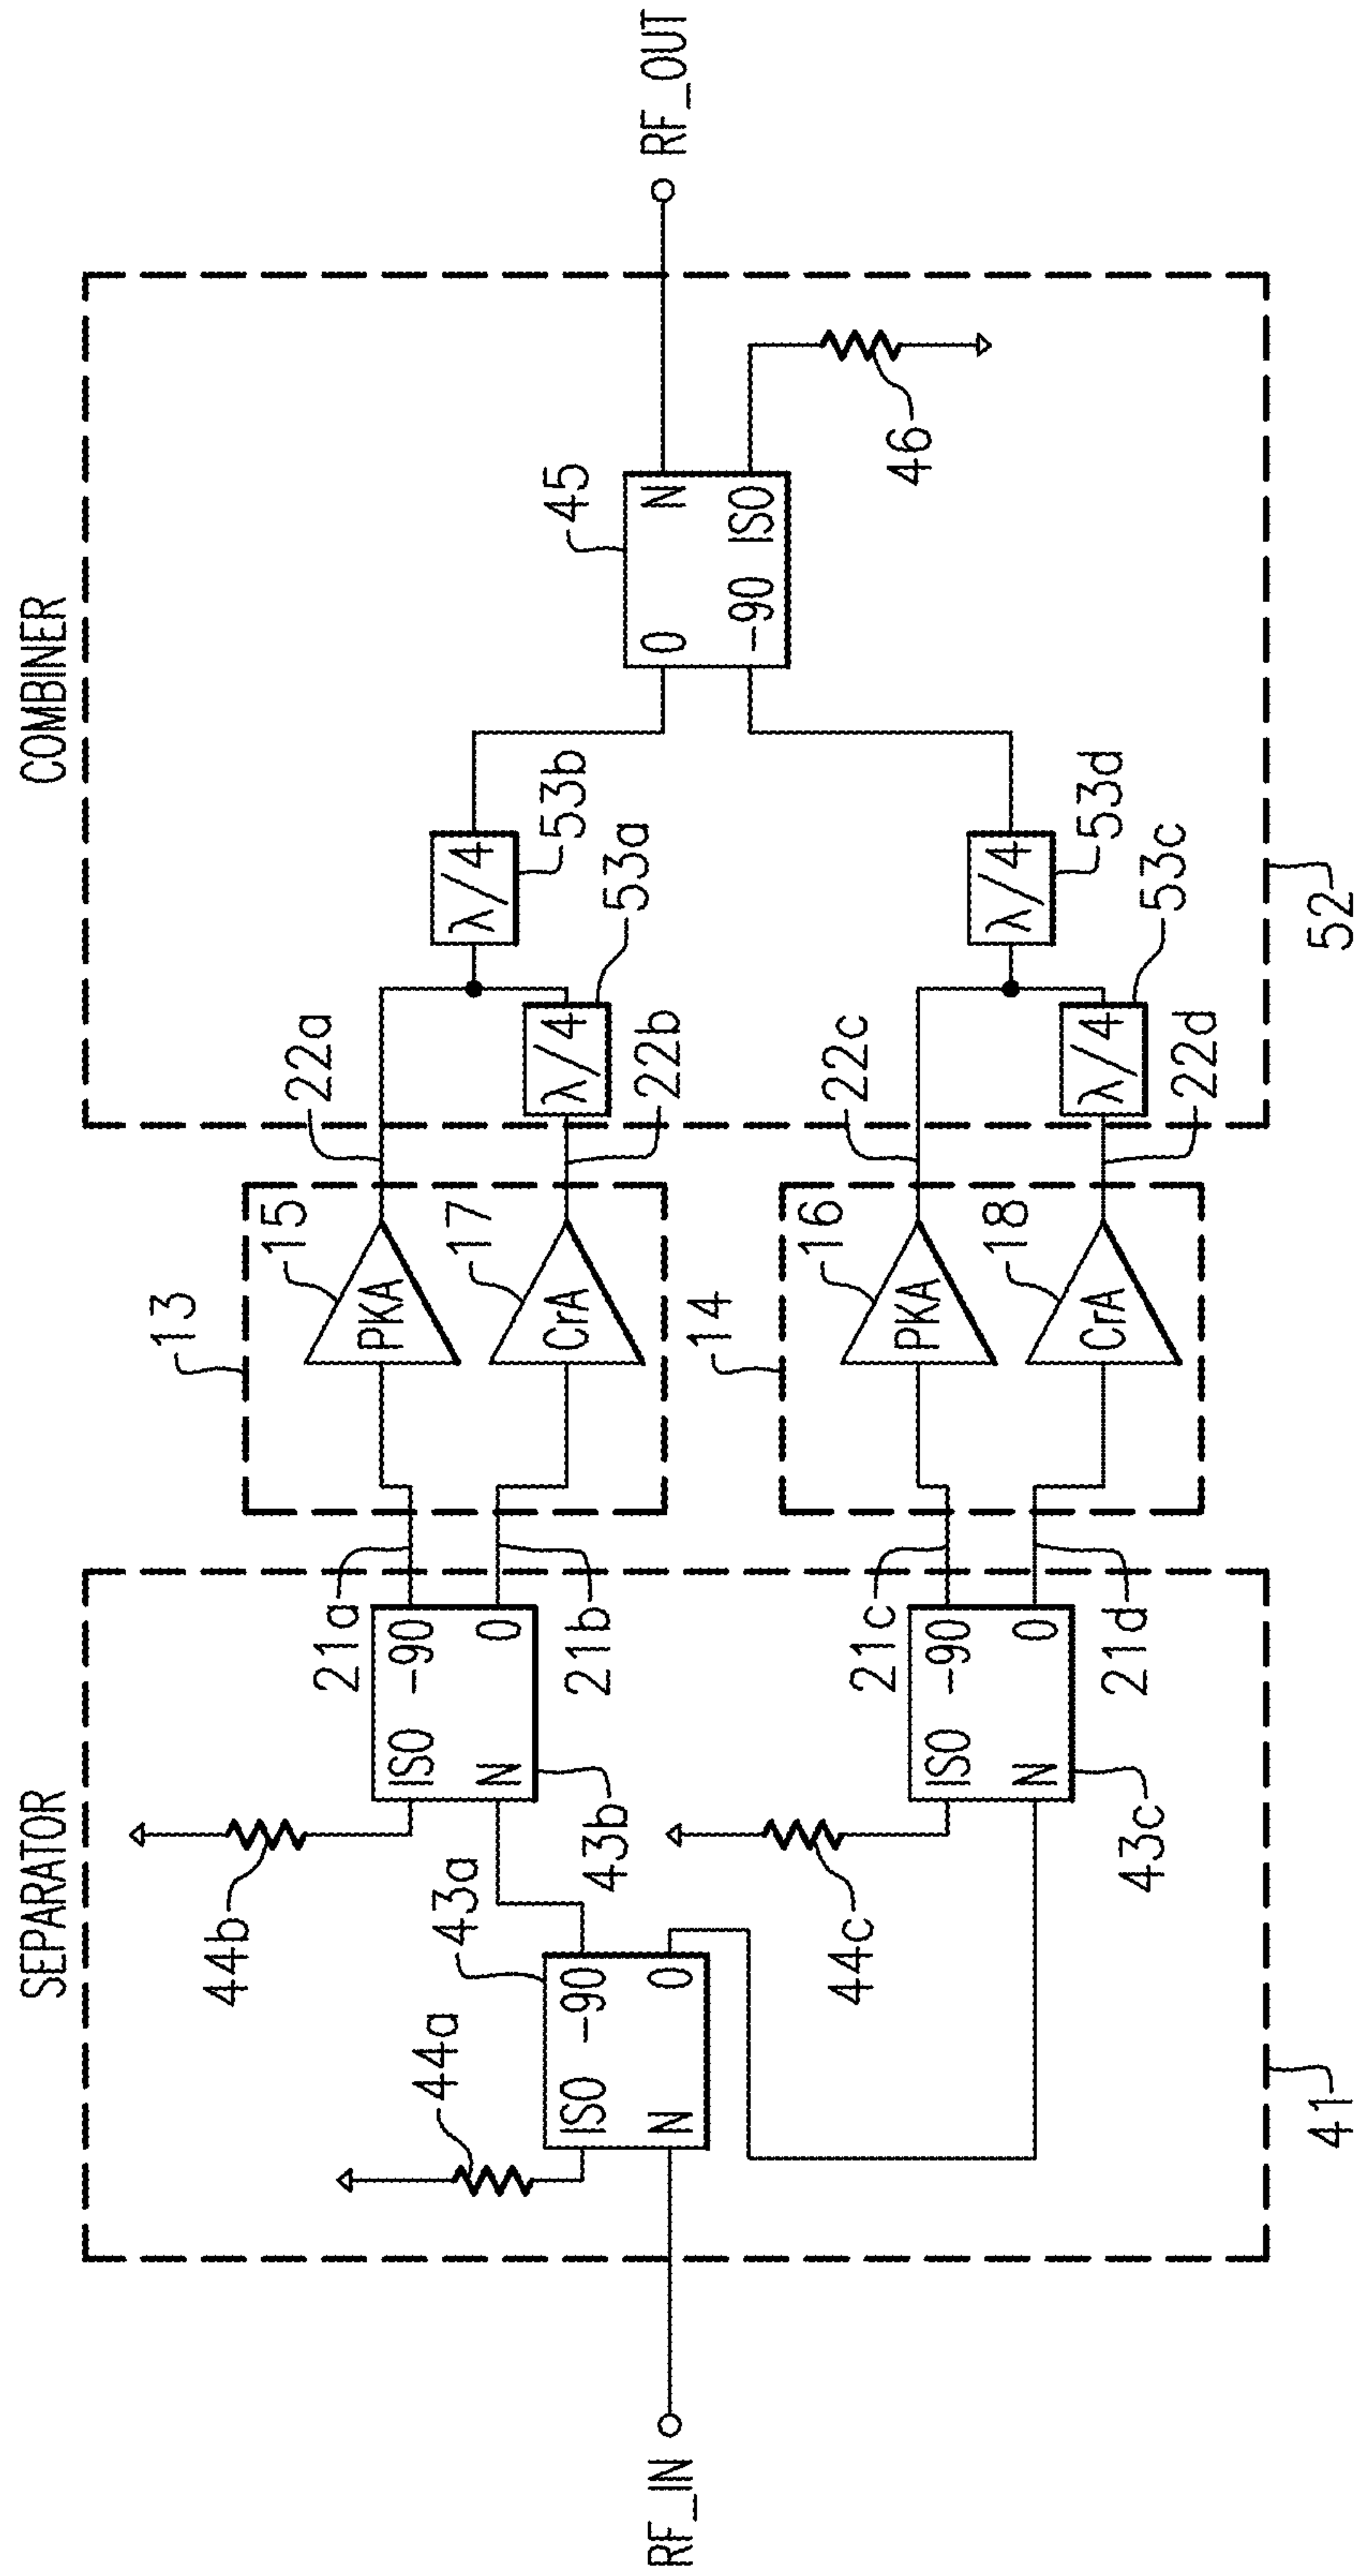 SEPARATOR
COMBINER
RF_IN
44a
ISO -90
N 0
43a
44b
ISO -90
N 0
43b
44c
ISO -90
N 0
43c
41
21a
21b
21c
21d
13
PKA
15
CrA
17
14
PKA
16
CrA
18
22a
22b
22c
22d
λ/4
53a
λ/4
53b
λ/4
53c
λ/4
53d
45
0 N
-90 ISO
46
52
RF_OUT